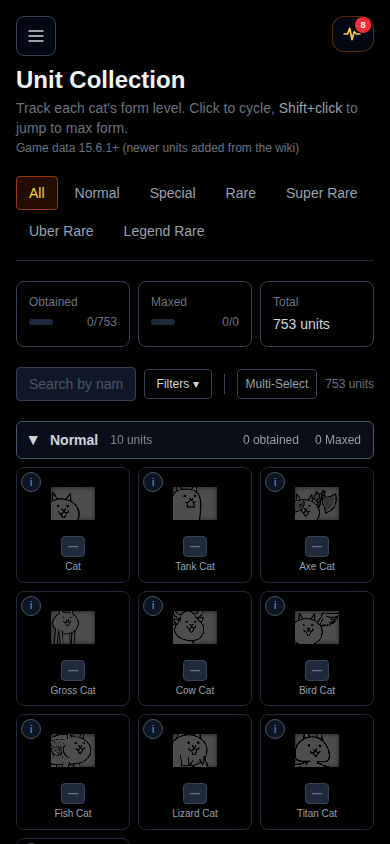 8
Unit Collection
Track each cat's form level. Click to cycle, Shift+click to
jump to max form.
Game data 15.6.1+ (newer units added from the wiki)
All
Normal
Special
Rare
Super Rare
Uber Rare
Legend Rare
Obtained
0/753
Maxed
0/0
Total
753 units
Search by nam
Filters ▾
Multi-Select
753 units
▼ Normal 10 units 0 obtained 0 Maxed
i
—
Cat
i
—
Tank Cat
i
—
Axe Cat
i
—
Gross Cat
i
—
Cow Cat
i
—
Bird Cat
i
—
Fish Cat
i
—
Lizard Cat
i
—
Titan Cat